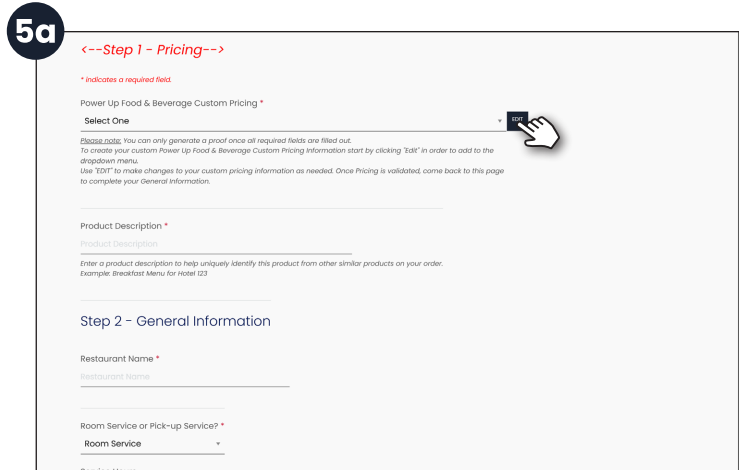 5a
<--Step 1 - Pricing-->
* indicates a required field.
Power Up Food & Beverage Custom Pricing *
Select One
EDIT
Please note: You can only generate a proof once all required fields are filled out.
To create your custom Power Up Food & Beverage Custom Pricing Information start by clicking "Edit" in order to add to the
dropdown menu.
Use "EDIT" to make changes to your custom pricing information as needed. Once Pricing is validated, come back to this page
to complete your General Information.
Product Description *
Product Description
Enter a product description to help uniquely identify this product from other similar products on your order.
Example: Breakfast Menu for Hotel 123
Step 2 - General Information
Restaurant Name *
Restaurant Name
Room Service or Pick-up Service? *
Room Service